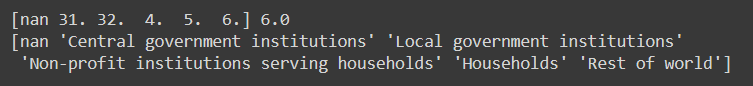 [nan 31. 32.  4.  5.  6.] 6.0
[nan 'Central government institutions' 'Local government institutions'
 'Non-profit institutions serving households' 'Households' 'Rest of world']